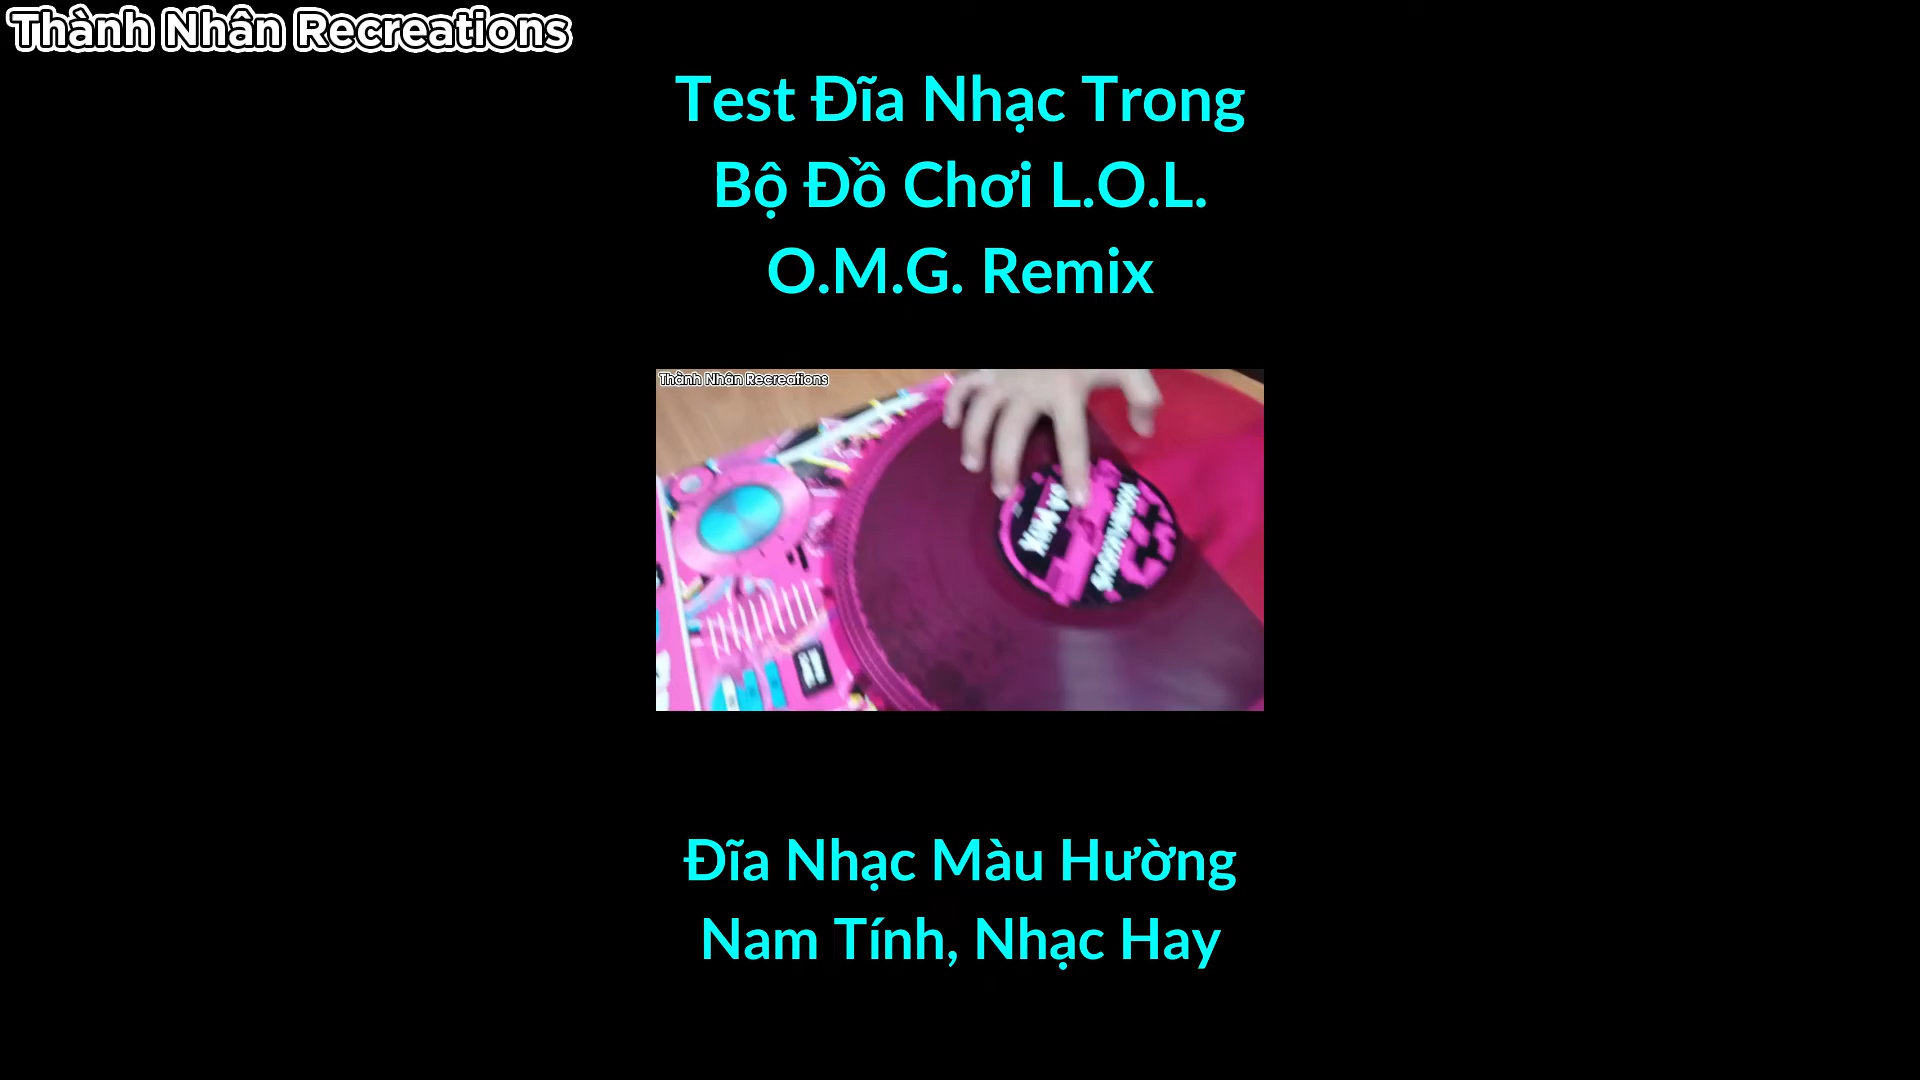 Thành Nhân Recreations
Test Đĩa Nhạc Trong
Bộ Đồ Chơi L.O.L.
O.M.G. Remix
Thành Nhân Recreations
Đĩa Nhạc Màu Hường
Nam Tính, Nhạc Hay